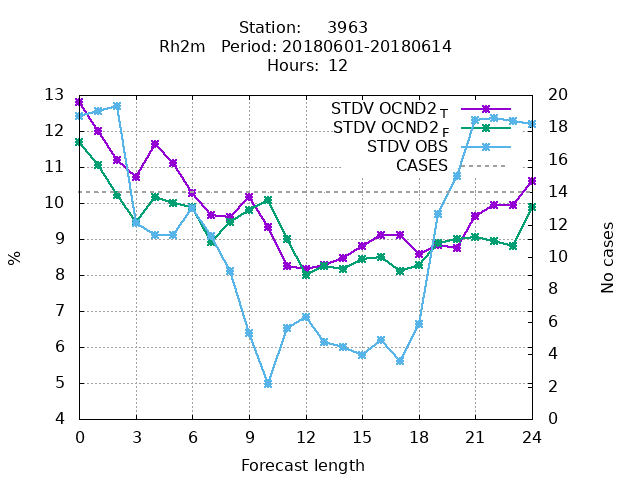 Station: 3963
Rh2m Period: 20180601-20180614
Hours: 12
13 20
12 18
11 16
10 14
9 12
8 10
7 8
6 6
5 4
4 2
0
STDV OCND2 T
STDV OCND2 F
STDV OBS
CASES
%
No cases
0 3 6 9 12 15 18 21 24
Forecast length